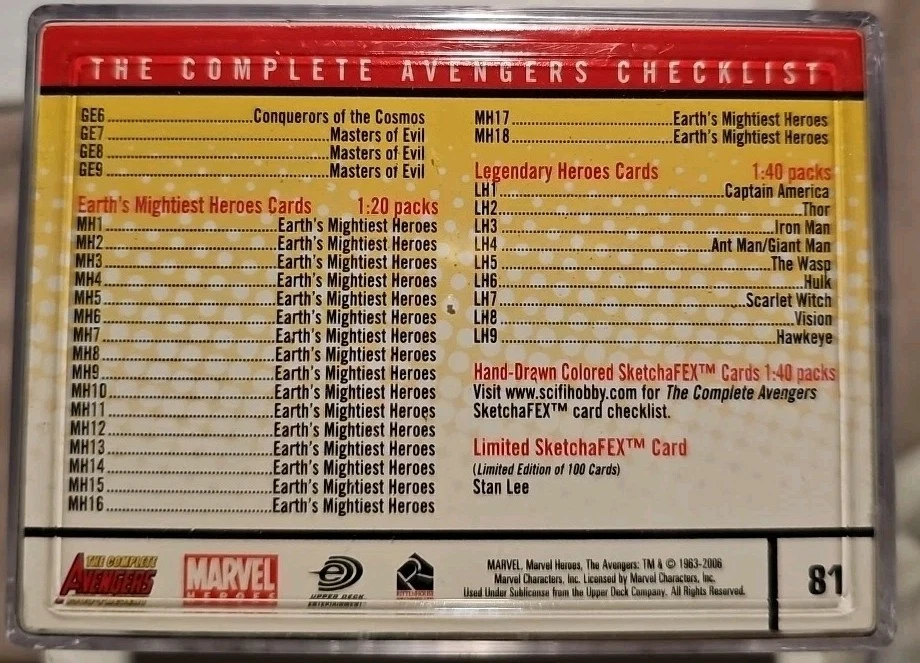 THE COMPLETE AVENGERS CHECKLIST
GE6........Conquerors of the Cosmos
GE7........Masters of Evil
GE8........Masters of Evil
GE9........Masters of Evil
Earth's Mightiest Heroes Cards 1:20 packs
MH1........Earth's Mightiest Heroes
MH2........Earth's Mightiest Heroes
MH3........Earth's Mightiest Heroes
MH4........Earth's Mightiest Heroes
MH5........Earth's Mightiest Heroes
MH6........Earth's Mightiest Heroes
MH7........Earth's Mightiest Heroes
MH8........Earth's Mightiest Heroes
MH9........Earth's Mightiest Heroes
MH10........Earth's Mightiest Heroes
MH11........Earth's Mightiest Heroes
MH12........Earth's Mightiest Heroes
MH13........Earth's Mightiest Heroes
MH14........Earth's Mightiest Heroes
MH15........Earth's Mightiest Heroes
MH16........Earth's Mightiest Heroes
MH17........Earth's Mightiest Heroes
MH18........Earth's Mightiest Heroes
Legendary Heroes Cards 1:40 packs
LH1........Captain America
LH2........Thor
LH3........Iron Man
LH4........Ant Man/Giant Man
LH5........The Wasp
LH6........Hulk
LH7........Scarlet Witch
LH8........Vision
LH9........Hawkeye
Hand-Drawn Colored SketchaFEX™ Cards 1:40 packs
Visit www.scifihobby.com for The Complete Avengers
SketchaFEX™ card checklist.
Limited SketchaFEX™ Card
(Limited Edition of 100 Cards)
Stan Lee
THE COMPLETE
AVENGERS
MARVEL
HEROES
UPPER DECK
ENTERTAINMENT
MARVEL, Marvel Heroes, The Avengers: TM & © 1963-2006
Marvel Characters, Inc. Licensed by Marvel Characters, Inc.
Used Under Sublicense from the Upper Deck Company. All Rights Reserved.
81